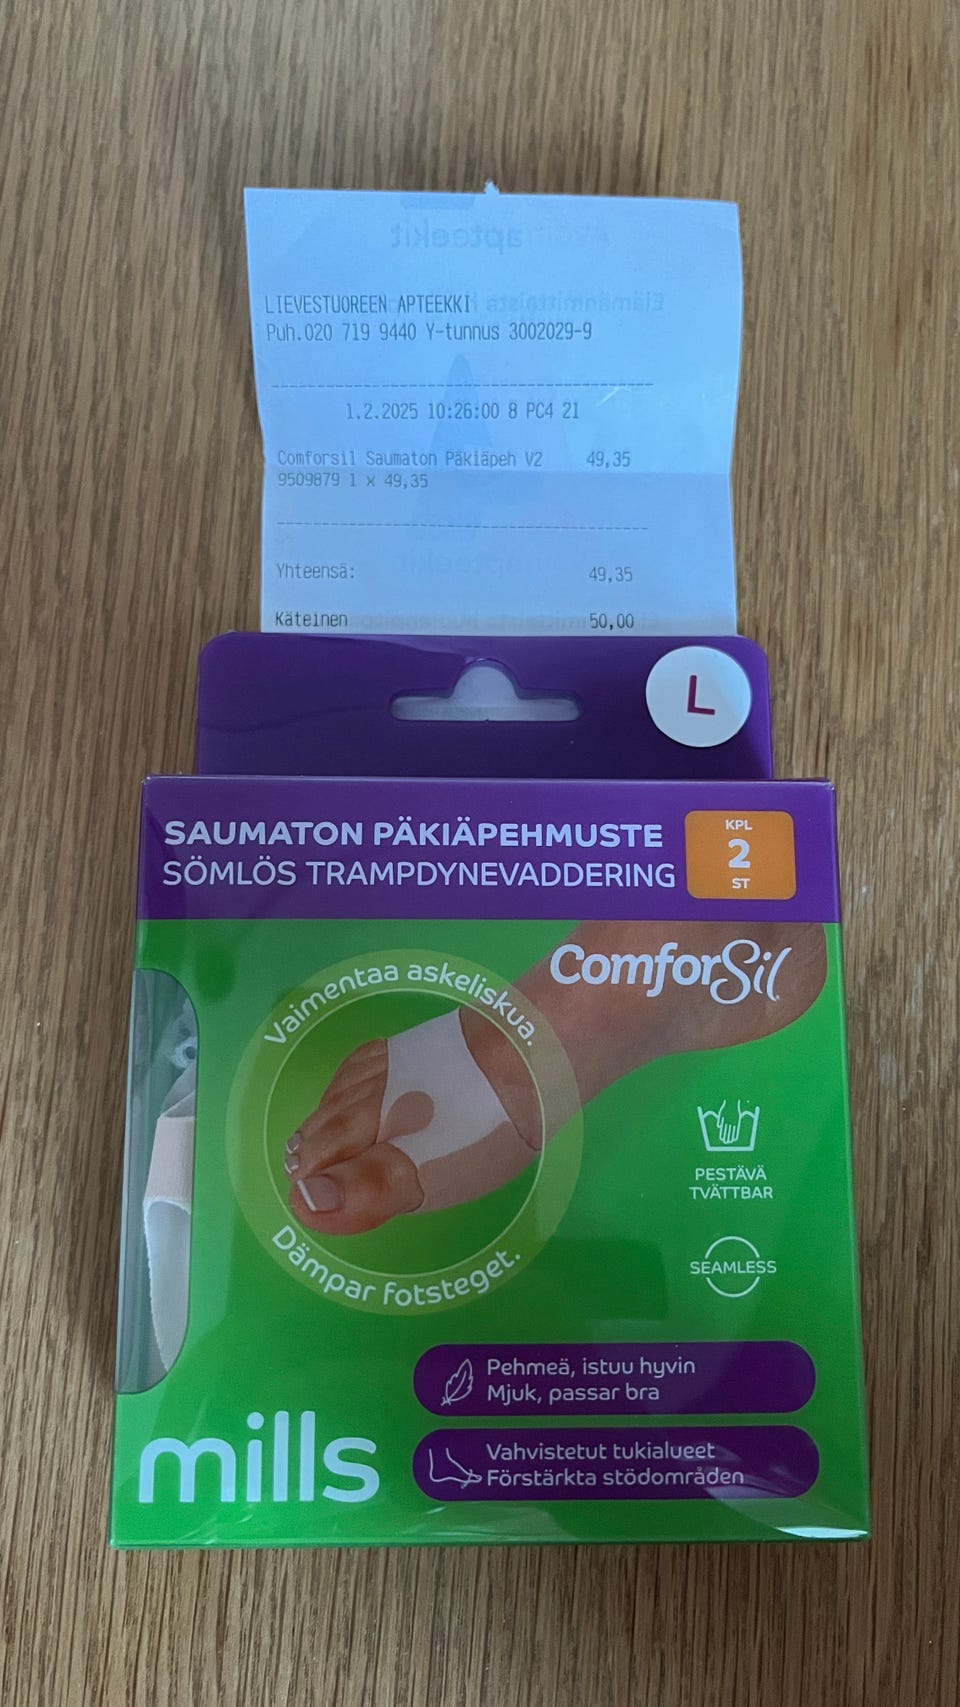 LIEVESTUOREEN APTEEKKI
Puh.020 719 9440 Y-tunnus 3002029-9
1.2.2025 10:26:00 8 PC4 21
Comforsil Saumaton Päkiäpeh V2 49,35
9509879 1 x 49,35
Yhteensä: 49,35
Käteinen 50,00
L
SAUMATON PÄKIÄPEHMUSTE
SÖMLÖS TRAMPDYNEVADDERING
KPL
2
ST
ComforSil
Vaimentaa askeliskua.
Dämpar fotsteget.
PESTÄVÄ
TVÄTTBAR
SEAMLESS
Pehmeä, istuu hyvin
Mjuk, passar bra
Vahvistetut tukialueet
Förstärkta stödområden
mills